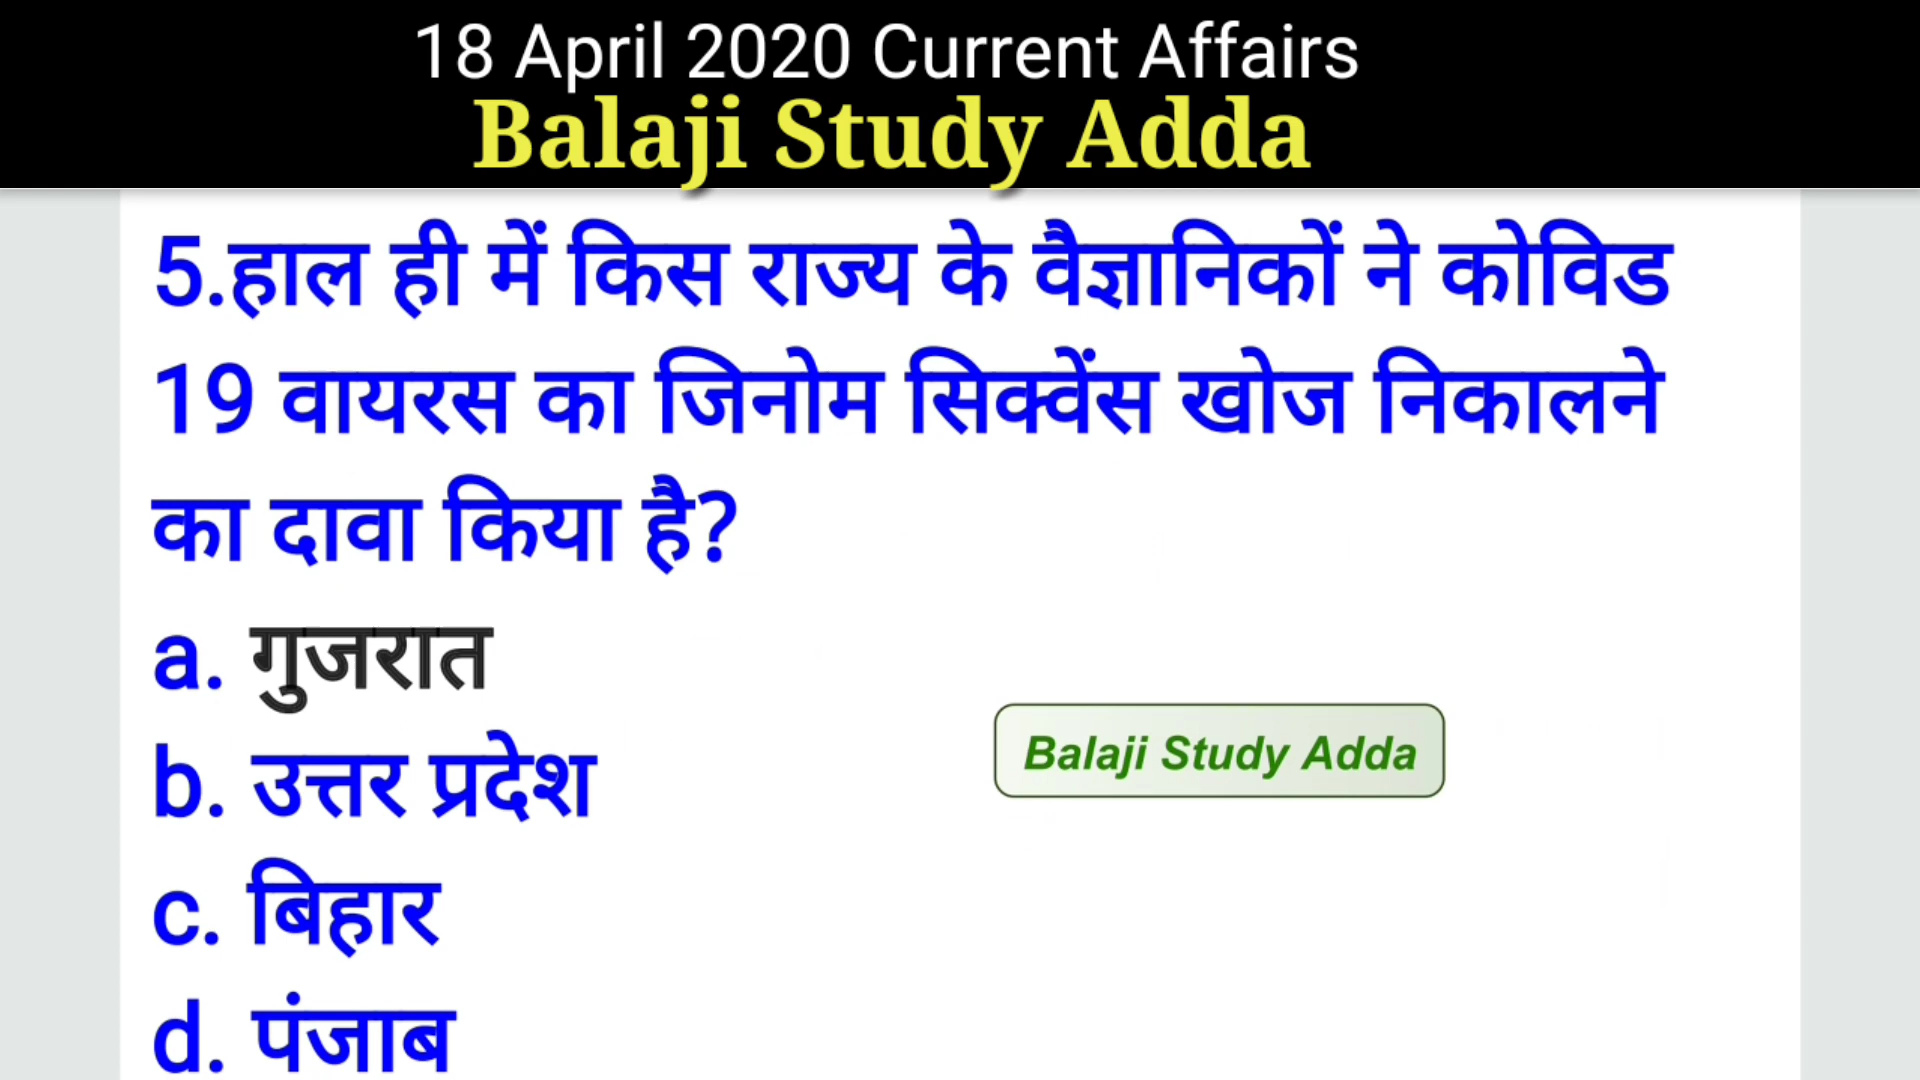 18 April 2020 Current Affairs
Balaji Study Adda
5.हाल ही में किस राज्य के वैज्ञानिकों ने कोविड
19 वायरस का जिनोम सिक्वेंस खोज निकालने
का दावा किया है?
a. गुजरात
b. उत्तर प्रदेश
Balaji Study Adda
c. बिहार
d. पंजाब